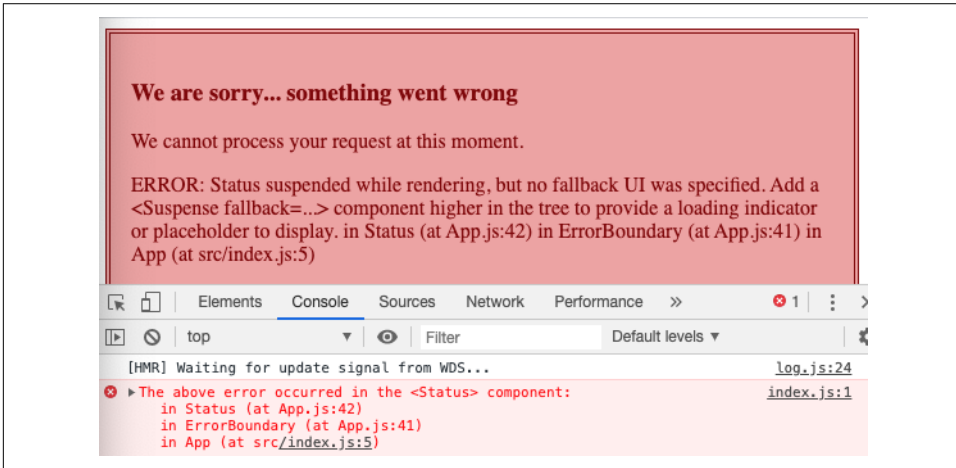 We are sorry... something went wrong
We cannot process your request at this moment.
ERROR: Status suspended while rendering, but no fallback UI was specified. Add a
<Suspense fallback=...> component higher in the tree to provide a loading indicator
or placeholder to display. in Status (at App.js:42) in ErrorBoundary (at App.js:41) in
App (at src/index.js:5)
Elements Console Sources Network Performance » 1
top Filter Default levels ▼
[HMR] Waiting for update signal from WDS... log.js:24
The above error occurred in the <Status> component: index.js:1
in Status (at App.js:42)
in ErrorBoundary (at App.js:41)
in App (at src/index.js:5)